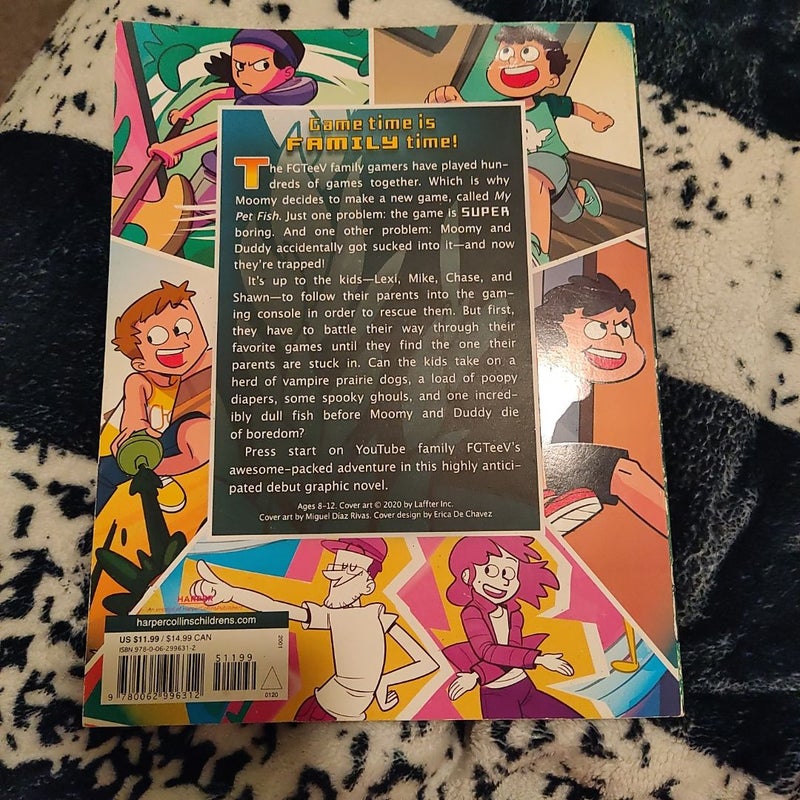 Game time is
FAMILY time!
The FGTeeV family gamers have played hun-
dreds of games together. Which is why
Moomy decides to make a new game, called My
Pet Fish. Just one problem: the game is SUPER
boring. And one other problem: Moomy and
Duddy accidentally got sucked into it—and now
they're trapped!
It's up to the kids—Lexi, Mike, Chase, and
Shawn—to follow their parents into the gam-
ing console in order to rescue them. But first,
they have to battle their way through their
favorite games until they find the one their
parents are stuck in. Can the kids take on a
herd of vampire prairie dogs, a load of poopy
diapers, some spooky ghouls, and one incred-
ibly dull fish before Moomy and Duddy die
of boredom?
Press start on YouTube family FGTeeV's
awesome-packed adventure in this highly antici-
pated debut graphic novel.
Ages 8–12. Cover art © 2020 by Laffter Inc.
Cover art by Miguel Díaz Rivas. Cover design by Erica De Chavez
HARPER
An imprint of HarperCollinsPublishers
harpercollinschildrens.com
US $11.99 / $14.99 CAN
ISBN 978-0-06-299631-2
51199
9 780062 996312
2001
0120